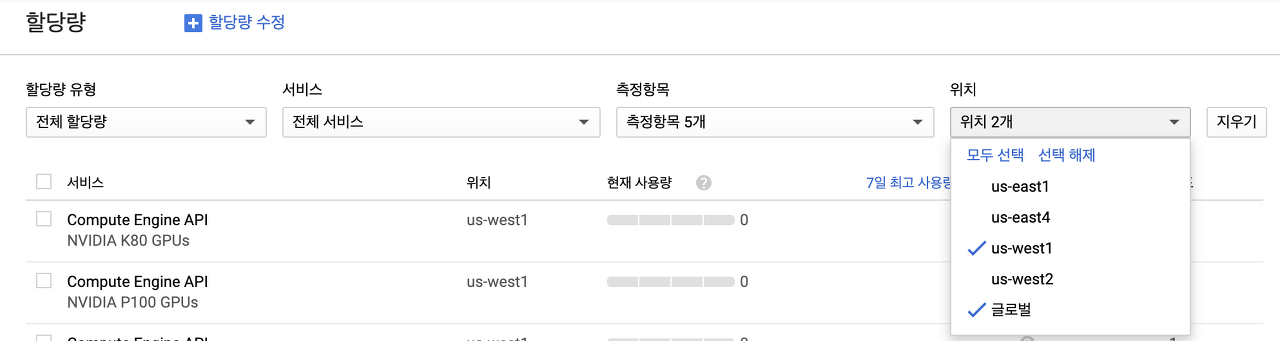 할당량 할당량 수정
할당량 유형 서비스 측정항목 위치
전체 할당량 전체 서비스 측정항목 5개 위치 2개 지우기
모두 선택 선택 해제
서비스 위치 현재 사용량 ? 7일 최고 사용량
us-east1
Compute Engine API us-west1 0 us-east4
NVIDIA K80 GPUs
us-west1
Compute Engine API us-west1 0 us-west2
NVIDIA P100 GPUs
글로벌
Compute Engine API us-west1